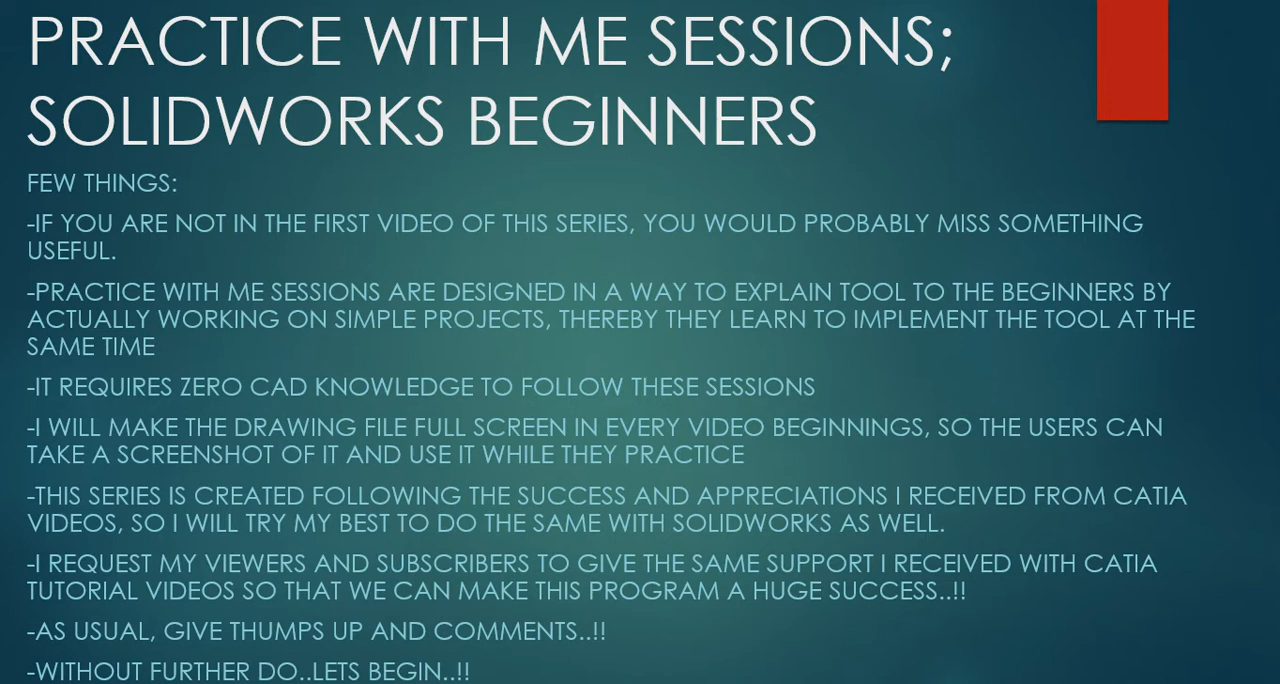 PRACTICE WITH ME SESSIONS;
SOLIDWORKS BEGINNERS
FEW THINGS:
-IF YOU ARE NOT IN THE FIRST VIDEO OF THIS SERIES, YOU WOULD PROBABLY MISS SOMETHING
USEFUL.
-PRACTICE WITH ME SESSIONS ARE DESIGNED IN A WAY TO EXPLAIN TOOL TO THE BEGINNERS BY
ACTUALLY WORKING ON SIMPLE PROJECTS, THEREBY THEY LEARN TO IMPLEMENT THE TOOL AT THE
SAME TIME
-IT REQUIRES ZERO CAD KNOWLEDGE TO FOLLOW THESE SESSIONS
-I WILL MAKE THE DRAWING FILE FULL SCREEN IN EVERY VIDEO BEGINNINGS, SO THE USERS CAN
TAKE A SCREENSHOT OF IT AND USE IT WHILE THEY PRACTICE
-THIS SERIES IS CREATED FOLLOWING THE SUCCESS AND APPRECIATIONS I RECEIVED FROM CATIA
VIDEOS, SO I WILL TRY MY BEST TO DO THE SAME WITH SOLIDWORKS AS WELL.
-I REQUEST MY VIEWERS AND SUBSCRIBERS TO GIVE THE SAME SUPPORT I RECEIVED WITH CATIA
TUTORIAL VIDEOS SO THAT WE CAN MAKE THIS PROGRAM A HUGE SUCCESS..!!
-AS USUAL, GIVE THUMPS UP AND COMMENTS..!!
-WITHOUT FURTHER DO..LETS BEGIN..!!